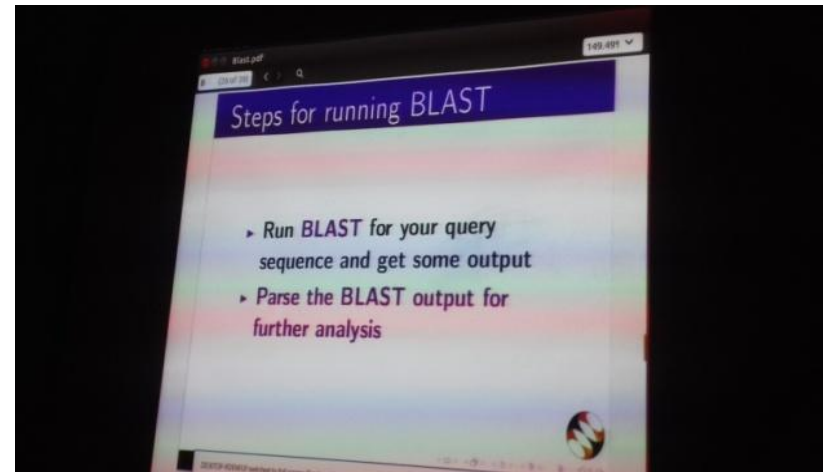 Blast.pdf
149.491
Steps for running BLAST
▸ Run BLAST for your query
sequence and get some output
▸ Parse the BLAST output for
further analysis